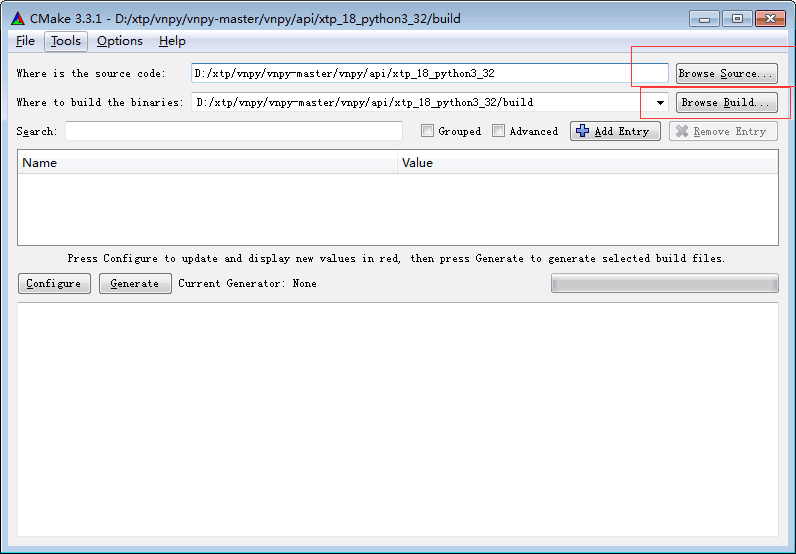 CMake 3.3.1 - D:/xtp/vnpy/vnpy-master/vnpy/api/xtp_18_python3_32/build
File Tools Options Help
Where is the source code: D:/xtp/vnpy/vnpy-master/vnpy/api/xtp_18_python3_32 Browse Source...
Where to build the binaries: D:/xtp/vnpy/vnpy-master/vnpy/api/xtp_18_python3_32/build Browse Build...
Search: Grouped Advanced Add Entry Remove Entry
Name Value
Press Configure to update and display new values in red, then press Generate to generate selected build files.
Configure Generate Current Generator: None